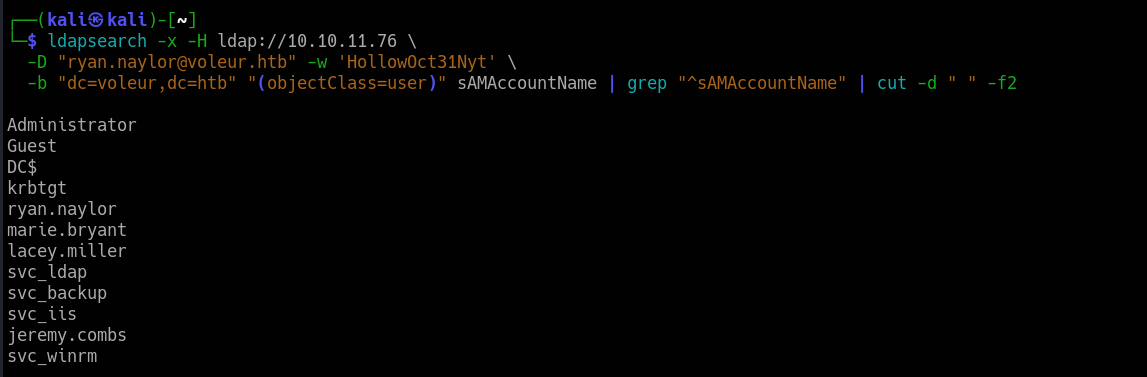 ┌──(kali㉿kali)-[~]
└─$ ldapsearch -x -H ldap://10.10.11.76 \
-D "ryan.naylor@voleur.htb" -w 'HollowOct31Nyt' \
-b "dc=voleur,dc=htb" "(objectClass=user)" sAMAccountName | grep "^sAMAccountName" | cut -d " " -f2
Administrator
Guest
DC$
krbtgt
ryan.naylor
marie.bryant
lacey.miller
svc_ldap
svc_backup
svc_iis
jeremy.combs
svc_winrm